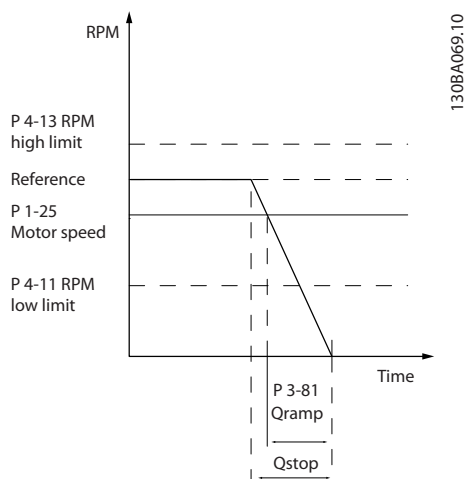 RPM
130BA069.10
P 4-13 RPM
high limit
Reference
P 1-25
Motor speed
P 4-11 RPM
low limit
Time
P 3-81
Qramp
Qstop